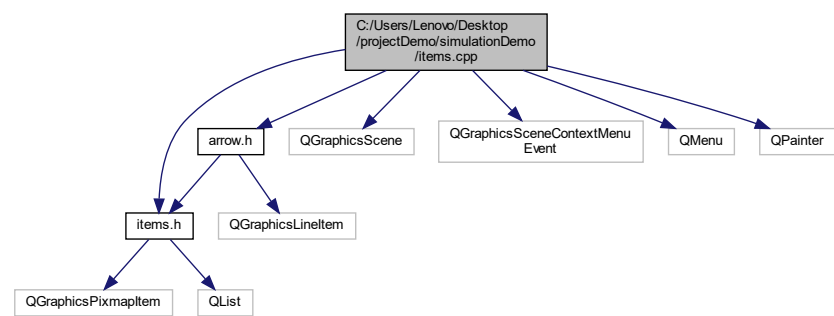 C:/Users/Lenovo/Desktop
/projectDemo/simulationDemo
/items.cpp
arrow.h
QGraphicsScene
QGraphicsSceneContextMenu
Event
QMenu
QPainter
items.h
QGraphicsLineItem
QGraphicsPixmapItem
QList